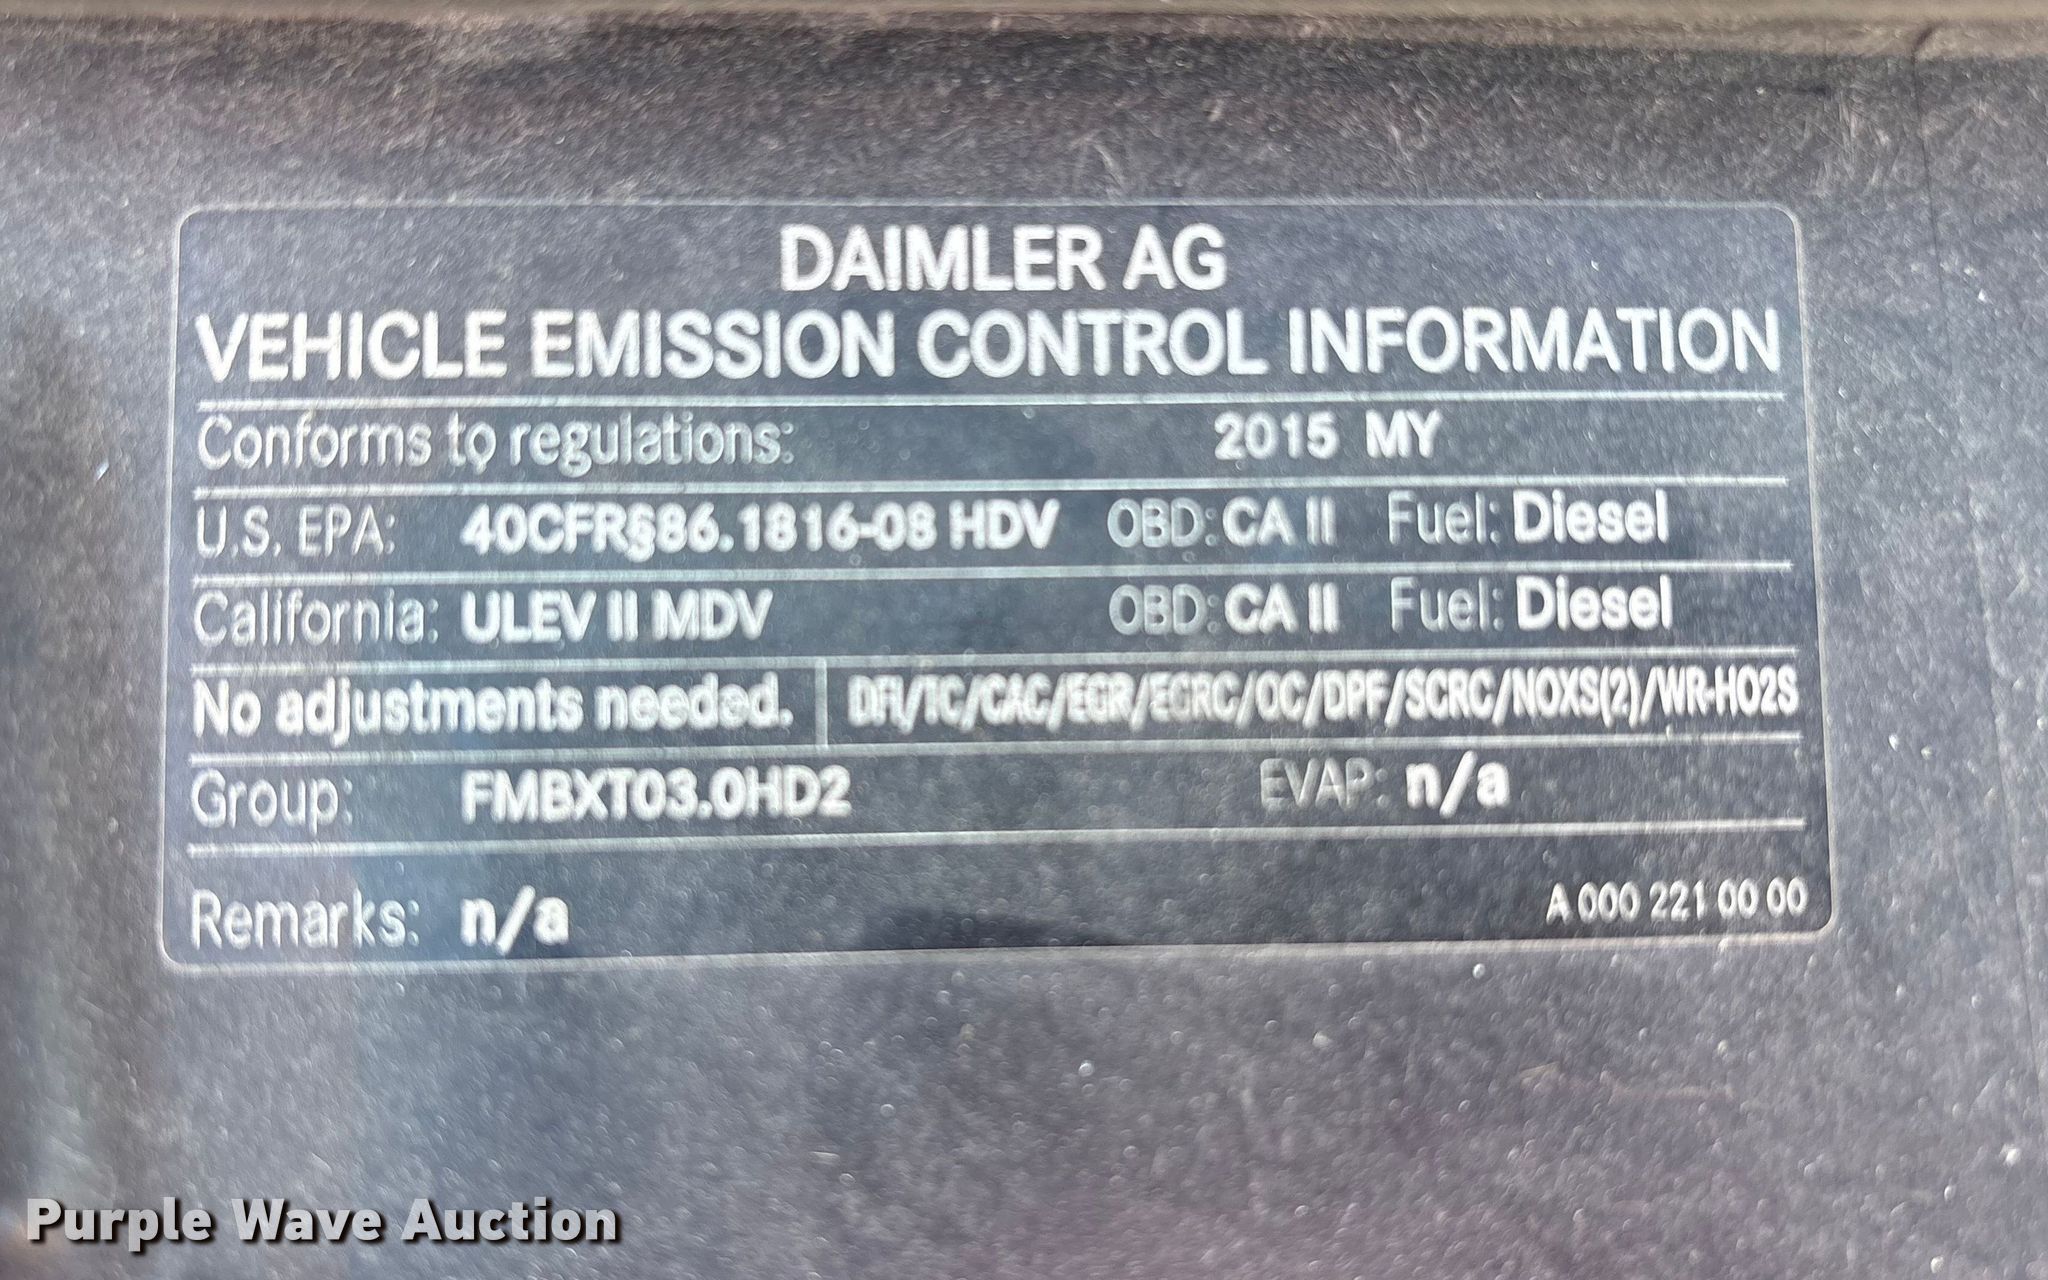 DAIMLER AG
VEHICLE EMISSION CONTROL INFORMATION
Conforms to regulations: 2015 MY
U.S. EPA: 40CFR§86.1816-08 HDV OBD: CA II Fuel: Diesel
California: ULEV II MDV OBD: CA II Fuel: Diesel
No adjustments needed. DFI/TC/CAC/EGR/EGRC/OC/DPF/SCRC/NOXS(2)/WR-HO2S
Group: FMBXT03.0HD2 EVAP: n/a
Remarks: n/a A 000 221 00 00
Purple Wave Auction